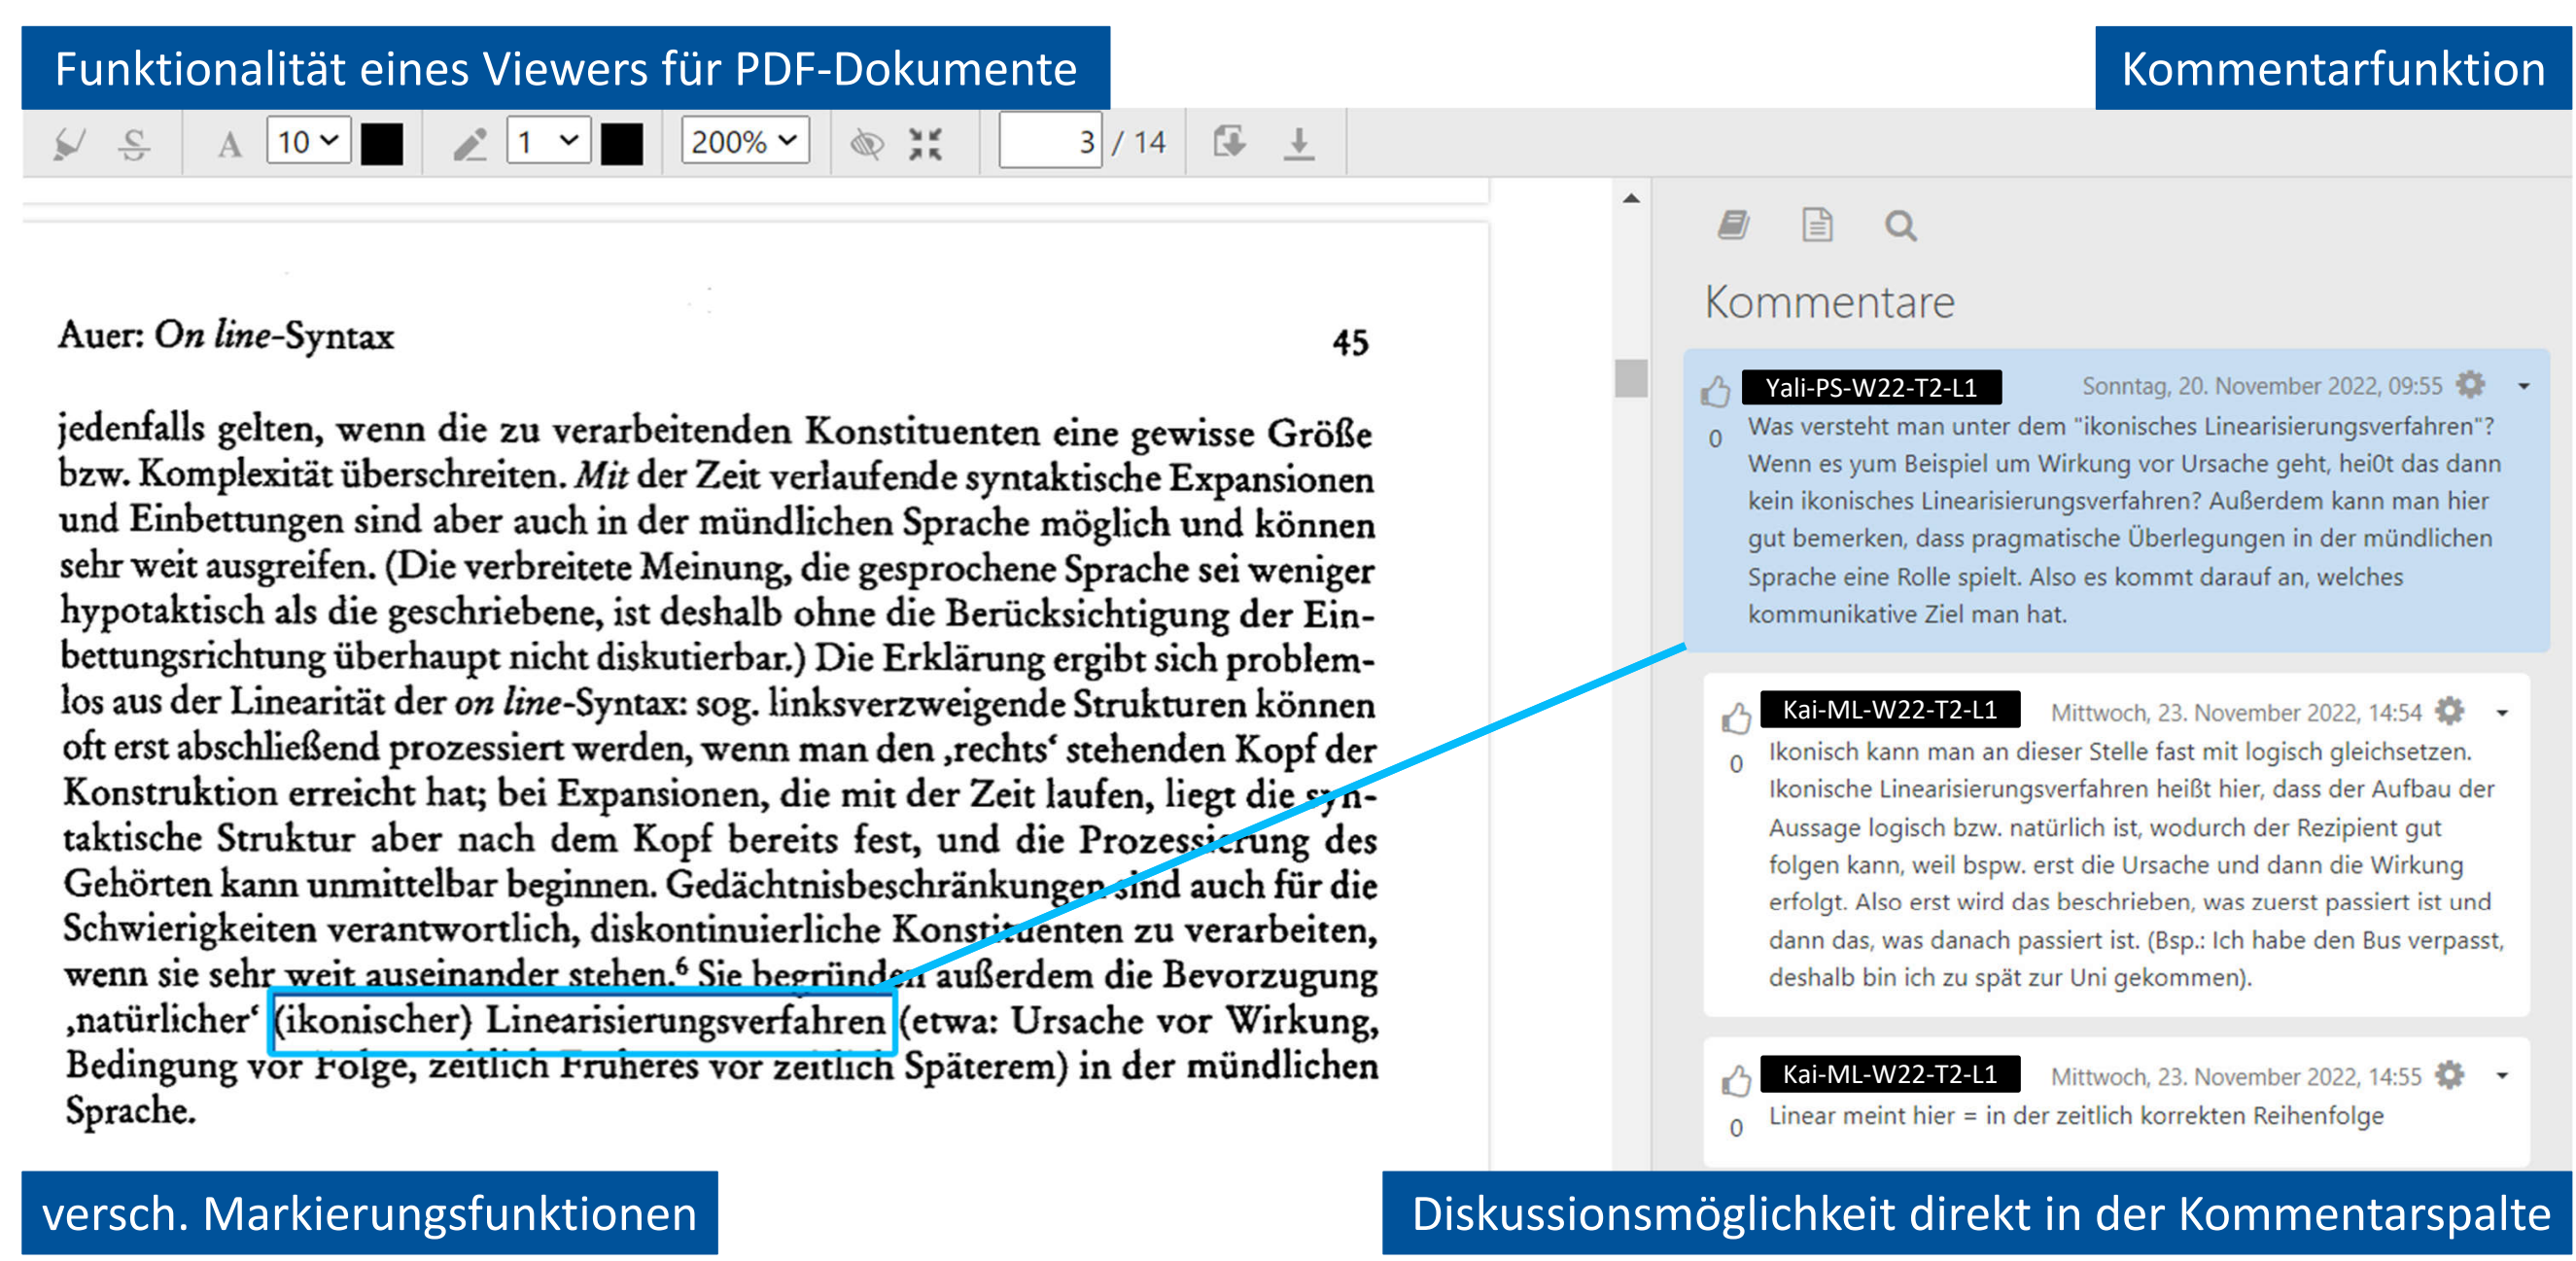 Funktionalität eines Viewers für PDF-Dokumente
Kommentarfunktion
S A 10 1 200% 3 / 14
Auer: On line-Syntax 45
jedenfalls gelten, wenn die zu verarbeitenden Konstituenten eine gewisse Größe
bzw. Komplexität überschreiten. Mit der Zeit verlaufende syntaktische Expansionen
und Einbettungen sind aber auch in der mündlichen Sprache möglich und können
sehr weit ausgreifen. (Die verbreitete Meinung, die gesprochene Sprache sei weniger
hypotaktisch als die geschriebene, ist deshalb ohne die Berücksichtigung der Ein-
bettungsrichtung überhaupt nicht diskutierbar.) Die Erklärung ergibt sich problem-
los aus der Linearität der on line-Syntax: sog. linksverzweigende Strukturen können
oft erst abschließend prozessiert werden, wenn man den ‚rechts‘ stehenden Kopf der
Konstruktion erreicht hat; bei Expansionen, die mit der Zeit laufen, liegt die syn-
taktische Struktur aber nach dem Kopf bereits fest, und die Prozessierung des
Gehörten kann unmittelbar beginnen. Gedächtnisbeschränkungen sind auch für die
Schwierigkeiten verantwortlich, diskontinuierliche Konstituenten zu verarbeiten,
wenn sie sehr weit auseinander stehen.⁶ Sie begründen außerdem die Bevorzugung
‚natürlicher‘ (ikonischer) Linearisierungsverfahren (etwa: Ursache vor Wirkung,
Bedingung vor Folge, zeitlich Früheres vor zeitlich Späterem) in der mündlichen
Sprache.
Kommentare
Yali-PS-W22-T2-L1 Sonntag, 20. November 2022, 09:55
0
Was versteht man unter dem "ikonisches Linearisierungsverfahren"?
Wenn es yum Beispiel um Wirkung vor Ursache geht, hei0t das dann
kein ikonisches Linearisierungsverfahren? Außerdem kann man hier
gut bemerken, dass pragmatische Überlegungen in der mündlichen
Sprache eine Rolle spielt. Also es kommt darauf an, welches
kommunikative Ziel man hat.
Kai-ML-W22-T2-L1 Mittwoch, 23. November 2022, 14:54
0
Ikonisch kann man an dieser Stelle fast mit logisch gleichsetzen.
Ikonische Linearisierungsverfahren heißt hier, dass der Aufbau der
Aussage logisch bzw. natürlich ist, wodurch der Rezipient gut
folgen kann, weil bspw. erst die Ursache und dann die Wirkung
erfolgt. Also erst wird das beschrieben, was zuerst passiert ist und
dann das, was danach passiert ist. (Bsp.: Ich habe den Bus verpasst,
deshalb bin ich zu spät zur Uni gekommen).
Kai-ML-W22-T2-L1 Mittwoch, 23. November 2022, 14:55
0
Linear meint hier = in der zeitlich korrekten Reihenfolge
versch. Markierungsfunktionen
Diskussionsmöglichkeit direkt in der Kommentarspalte